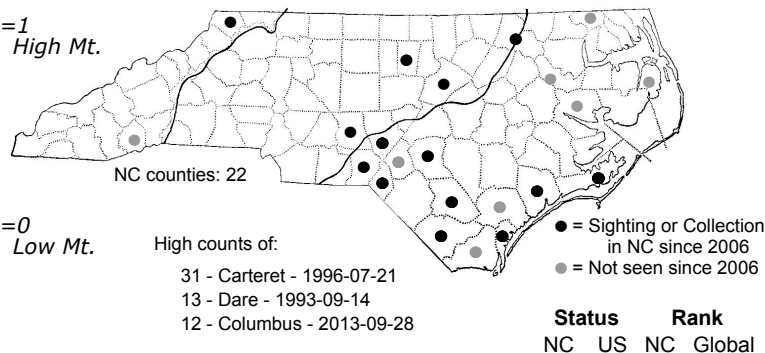 =1
High Mt.
NC counties: 22
=0
Low Mt.
High counts of:
31 - Carteret - 1996-07-21
13 - Dare - 1993-09-14
12 - Columbus - 2013-09-28
● = Sighting or Collection
in NC since 2006
● = Not seen since 2006
Status Rank
NC US NC Global